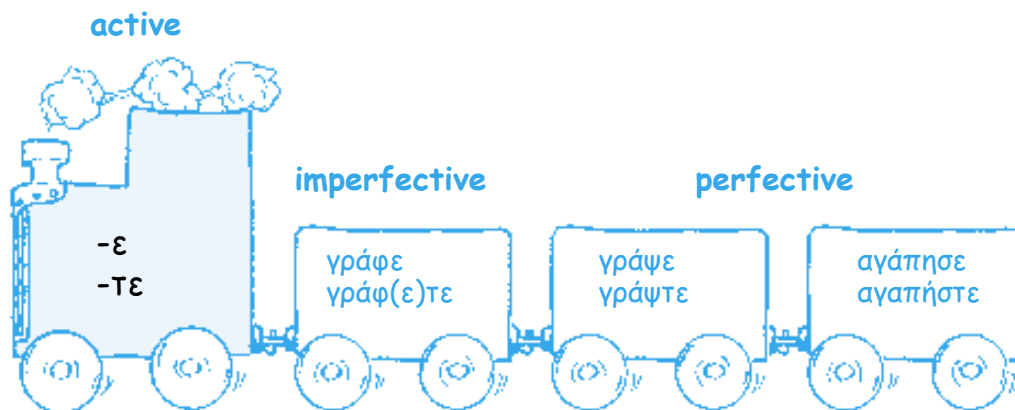 active
imperfective
perfective
-ε
-τε
γράφε
γράφ(ε)τε
γράψε
γράψτε
αγάπησε
αγαπήστε